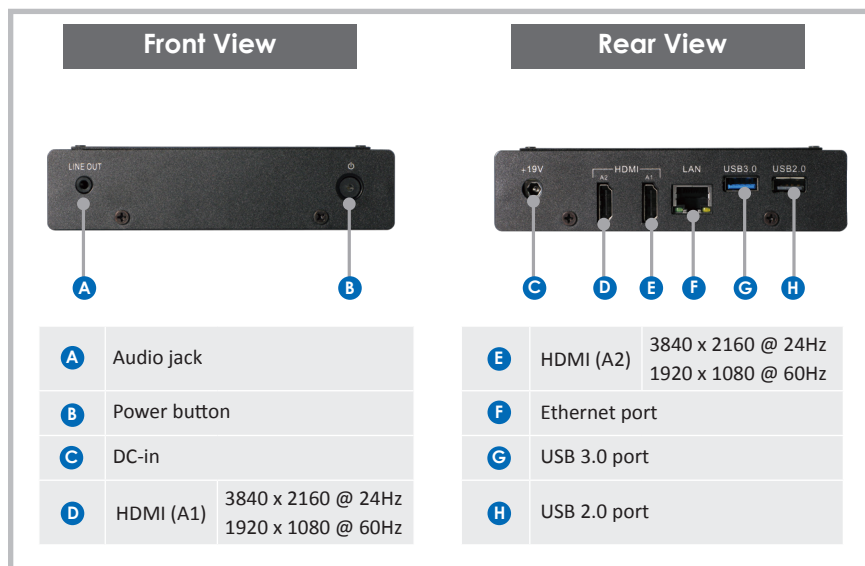 Front View
Rear View
LINE OUT
+19V
HDMI
A2
A1
LAN
USB3.0
USB2.0
A
B
C
D
E
F
G
H
A Audio jack
B Power button
C DC-in
D HDMI (A1) 3840 x 2160 @ 24Hz
1920 x 1080 @ 60Hz
E HDMI (A2) 3840 x 2160 @ 24Hz
1920 x 1080 @ 60Hz
F Ethernet port
G USB 3.0 port
H USB 2.0 port